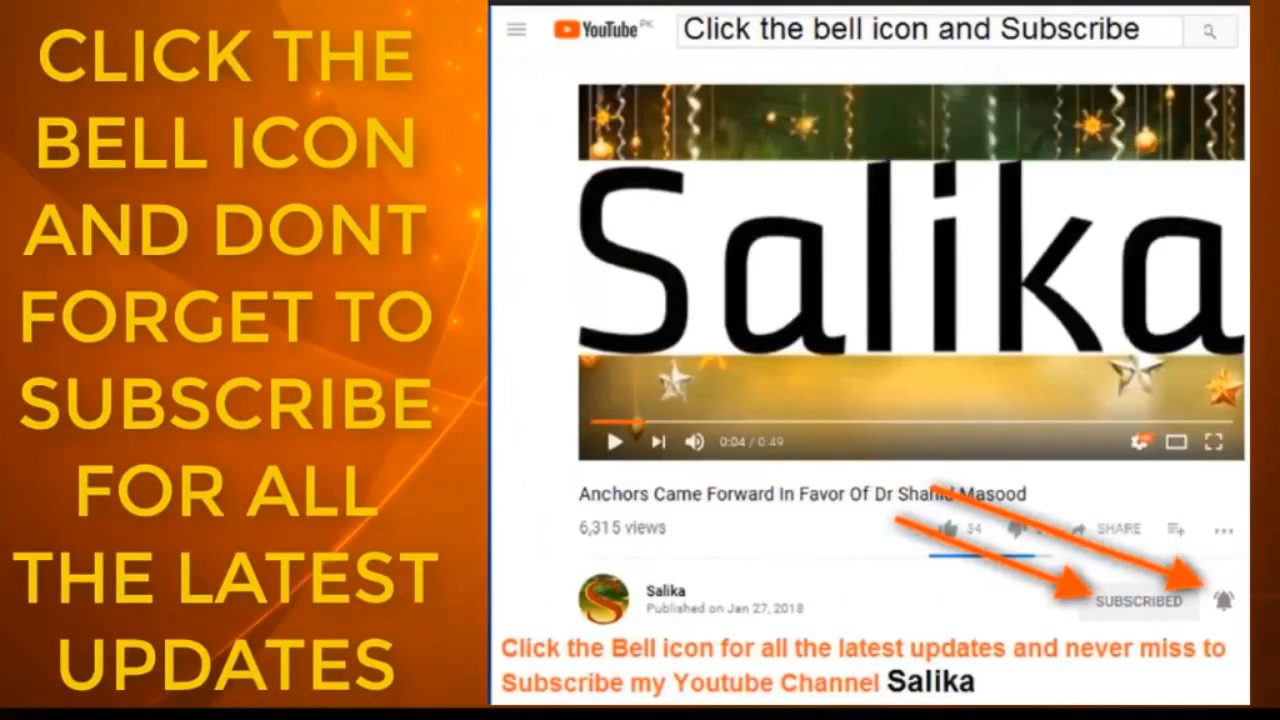 CLICK THE
BELL ICON
AND DONT
FORGET TO
SUBSCRIBE
FOR ALL
THE LATEST
UPDATES
YouTube PK
Click the bell icon and Subscribe
Salika
0:04 / 0:49
Anchors Came Forward In Favor Of Dr Shahid Masood
6,315 views
34
SHARE
Salika
Published on Jan 27, 2018
SUBSCRIBED
Click the Bell icon for all the latest updates and never miss to
Subscribe my Youtube Channel Salika